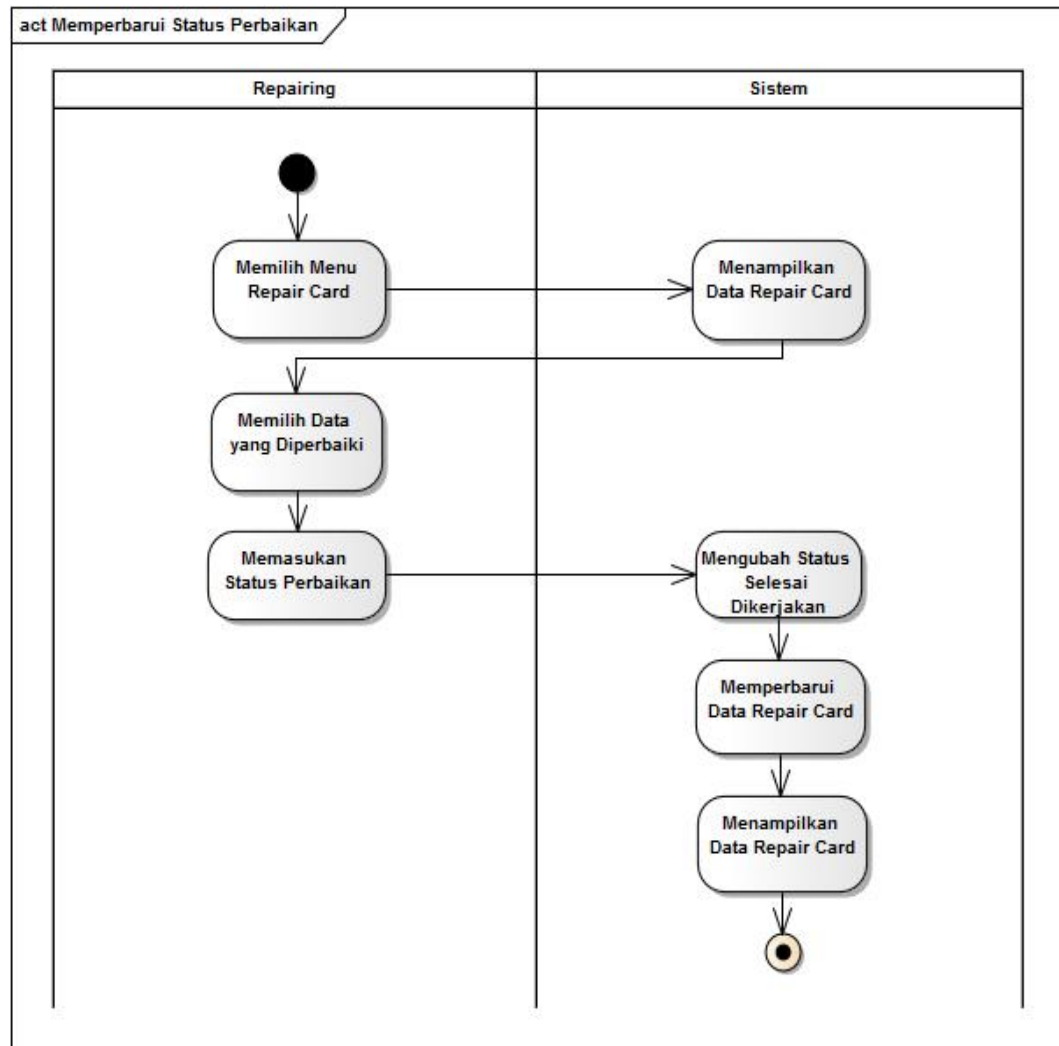 act Memperbarui Status Perbaikan
Repairing
Sistem
Memilih Menu
Repair Card
Menampilkan
Data Repair Card
Memilih Data
yang Diperbaiki
Memasukan
Status Perbaikan
Mengubah Status
Selesai
Dikerjakan
Memperbarui
Data Repair Card
Menampilkan
Data Repair Card